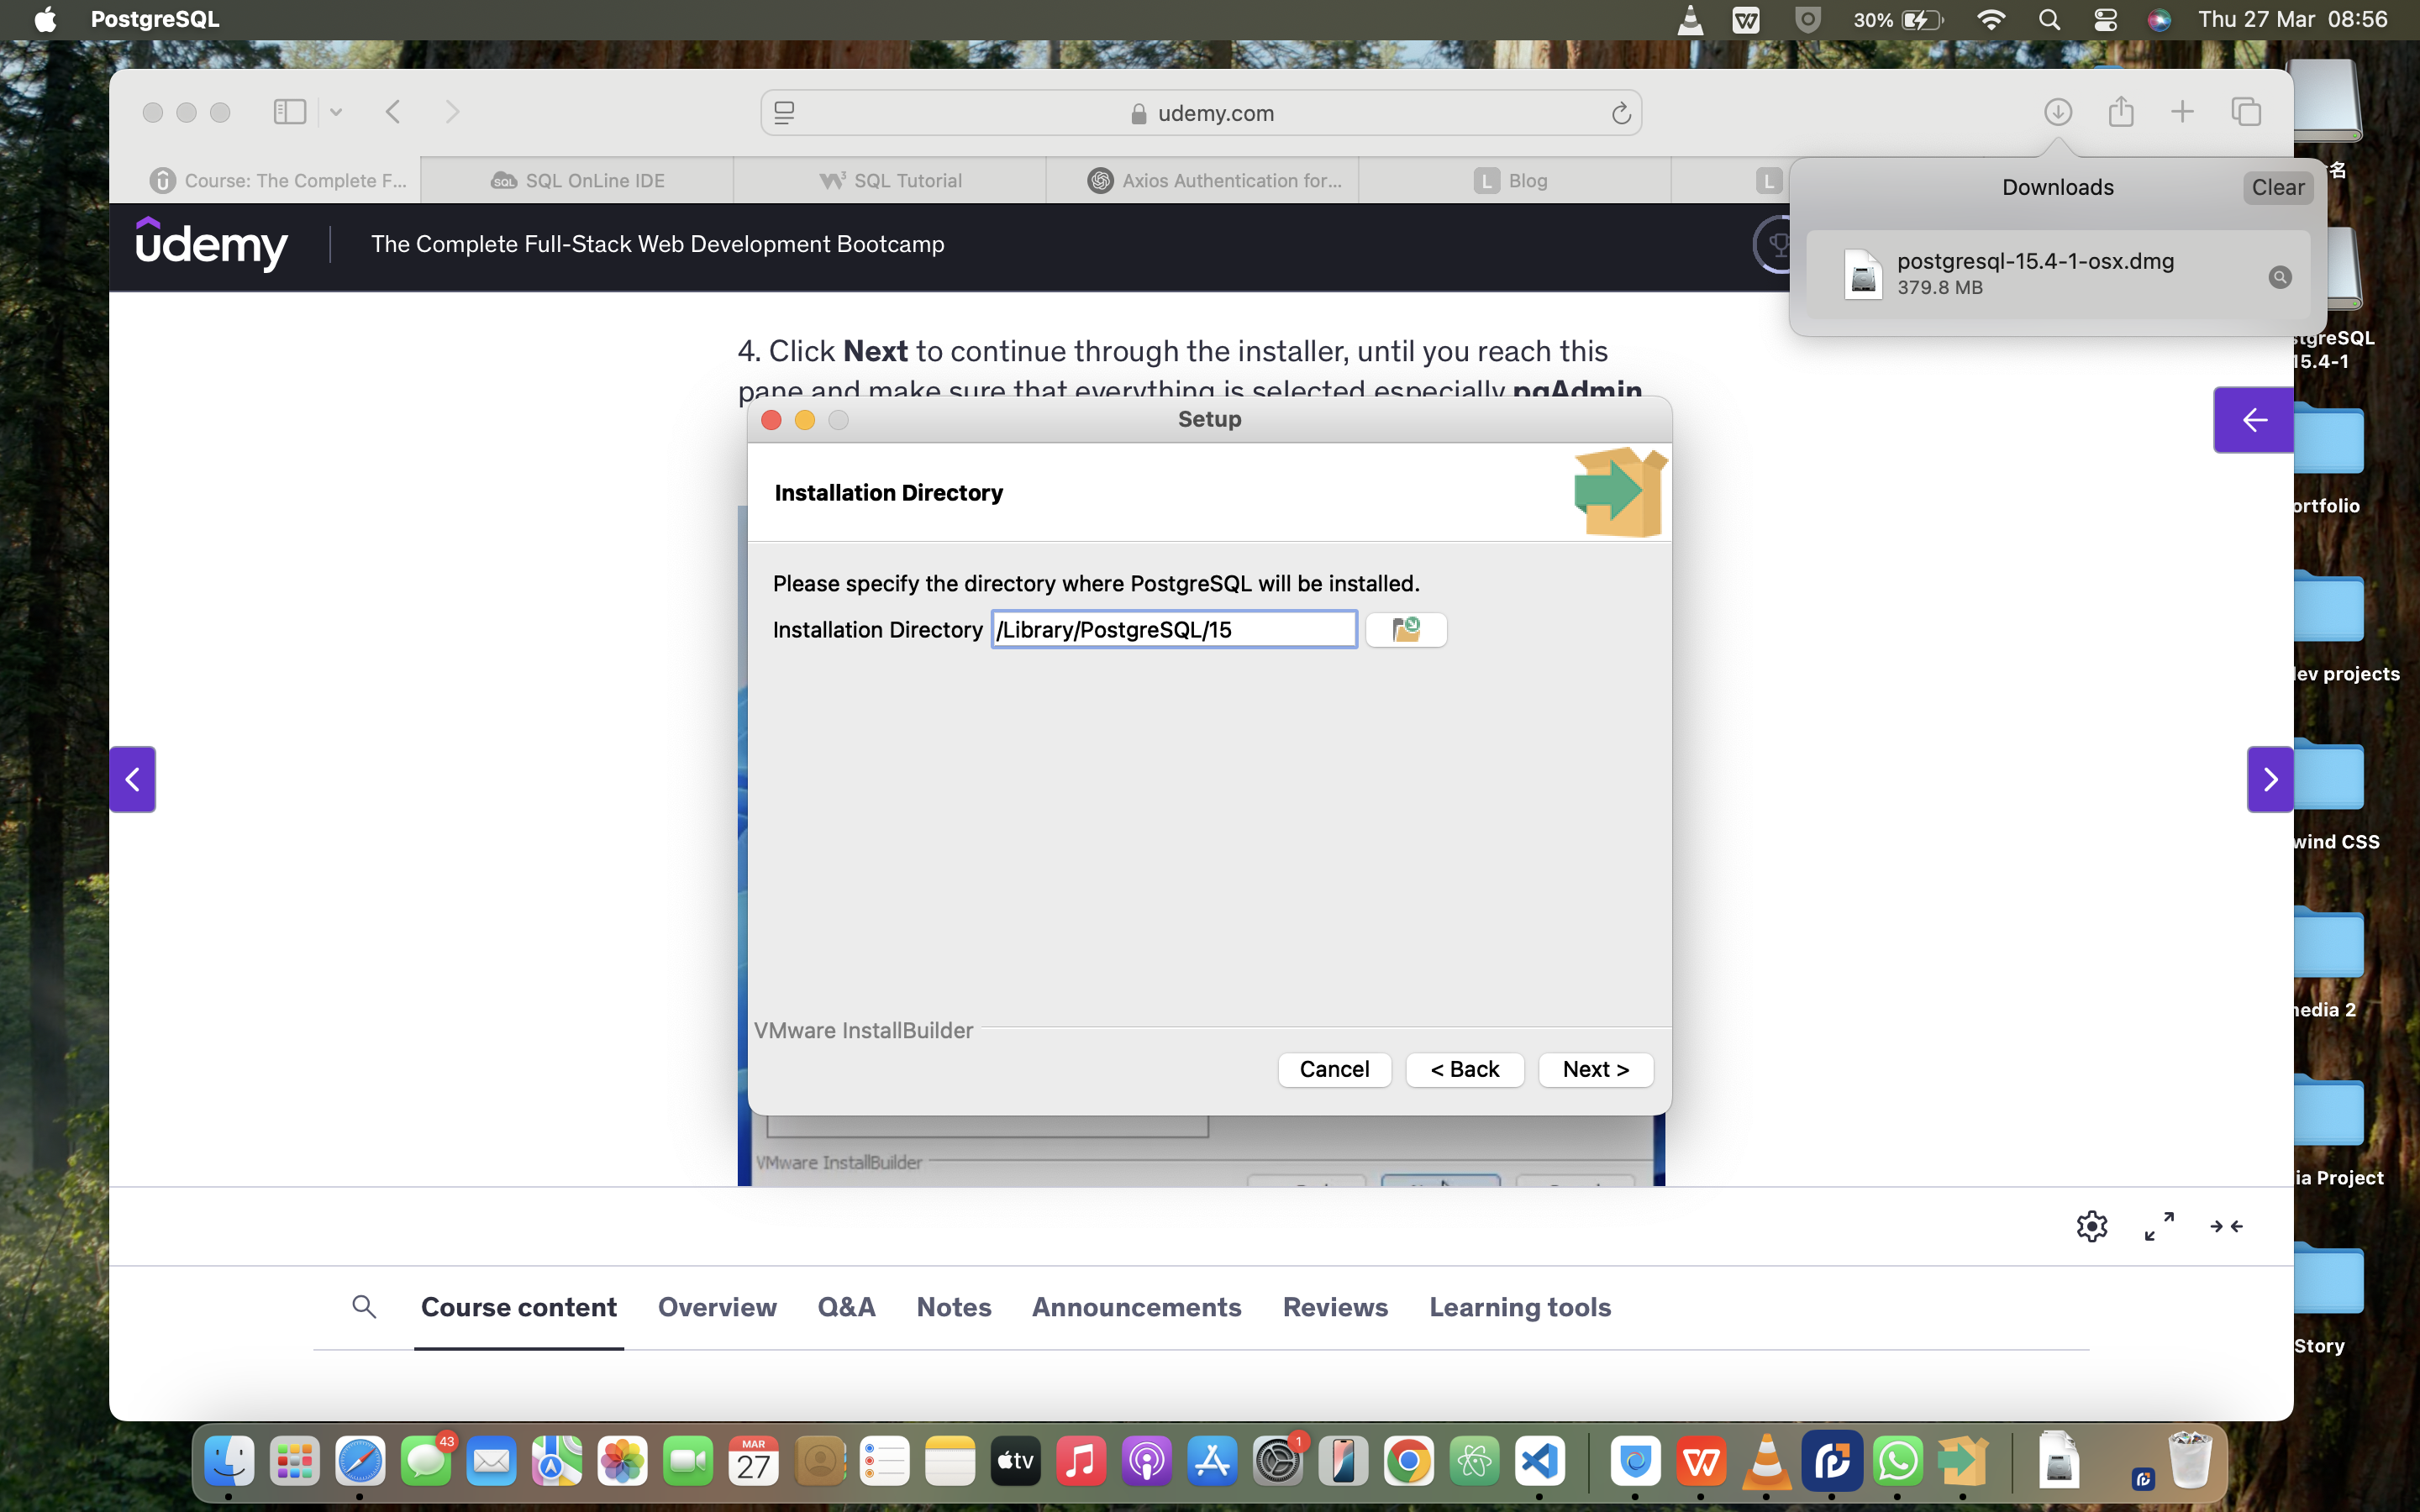 PostgreSQL
30%
Thu 27 Mar 08:56
udemy.com
Course: The Complete F...
SQL OnLine IDE
SQL Tutorial
Axios Authentication for...
L Blog
L
Downloads
Clear
postgresql-15.4-1-osx.dmg
379.8 MB
udemy
The Complete Full-Stack Web Development Bootcamp
4. Click Next to continue through the installer, until you reach this
pane and make sure that everything is selected especially pgAdmin
Setup
Installation Directory
Please specify the directory where PostgreSQL will be installed.
Installation Directory /Library/PostgreSQL/15
VMware InstallBuilder
Cancel
< Back
Next >
VMware InstallBuilder
Course content
Overview
Q&A
Notes
Announcements
Reviews
Learning tools
名
stgreSQL
15.4-1
ortfolio
dev projects
wind CSS
media 2
ia Project
Story
43
MAR
27
tv
1